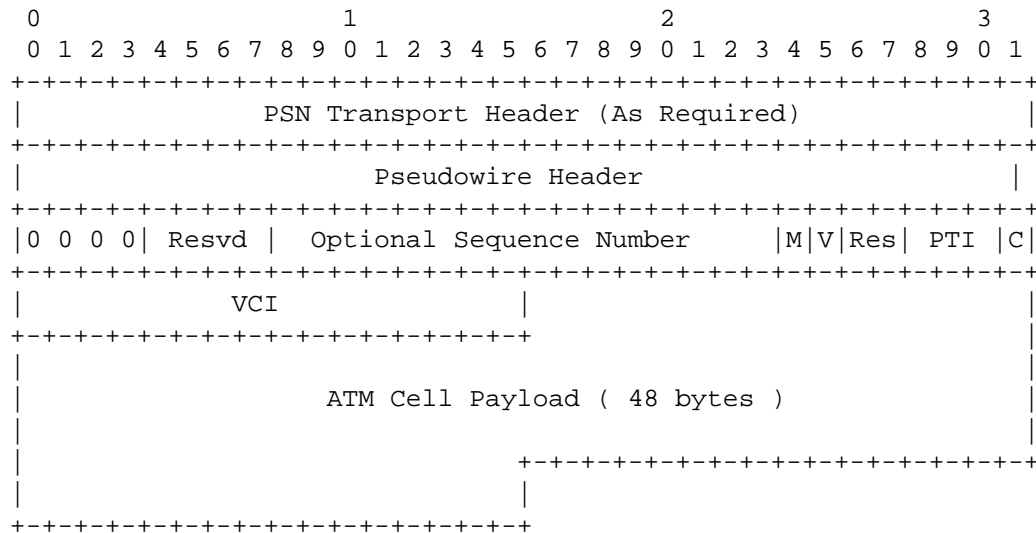 0                   1                   2                   3
 0 1 2 3 4 5 6 7 8 9 0 1 2 3 4 5 6 7 8 9 0 1 2 3 4 5 6 7 8 9 0 1
+-+-+-+-+-+-+-+-+-+-+-+-+-+-+-+-+-+-+-+-+-+-+-+-+-+-+-+-+-+-+-+-+
|               PSN Transport Header (As Required)              |
+-+-+-+-+-+-+-+-+-+-+-+-+-+-+-+-+-+-+-+-+-+-+-+-+-+-+-+-+-+-+-+-+
|                      Pseudowire Header                       |
+-+-+-+-+-+-+-+-+-+-+-+-+-+-+-+-+-+-+-+-+-+-+-+-+-+-+-+-+-+-+-+-+
|0 0 0 0| Resvd |  Optional Sequence Number     |M|V|Res| PTI |C|
+-+-+-+-+-+-+-+-+-+-+-+-+-+-+-+-+-+-+-+-+-+-+-+-+-+-+-+-+-+-+-+-+
|             VCI               |                               |
+-+-+-+-+-+-+-+-+-+-+-+-+-+-+-+-+                               |
|                                                               |
|                   ATM Cell Payload ( 48 bytes )               |
|                                                               |
|                               +-+-+-+-+-+-+-+-+-+-+-+-+-+-+-+-+
|                               |
+-+-+-+-+-+-+-+-+-+-+-+-+-+-+-+-+